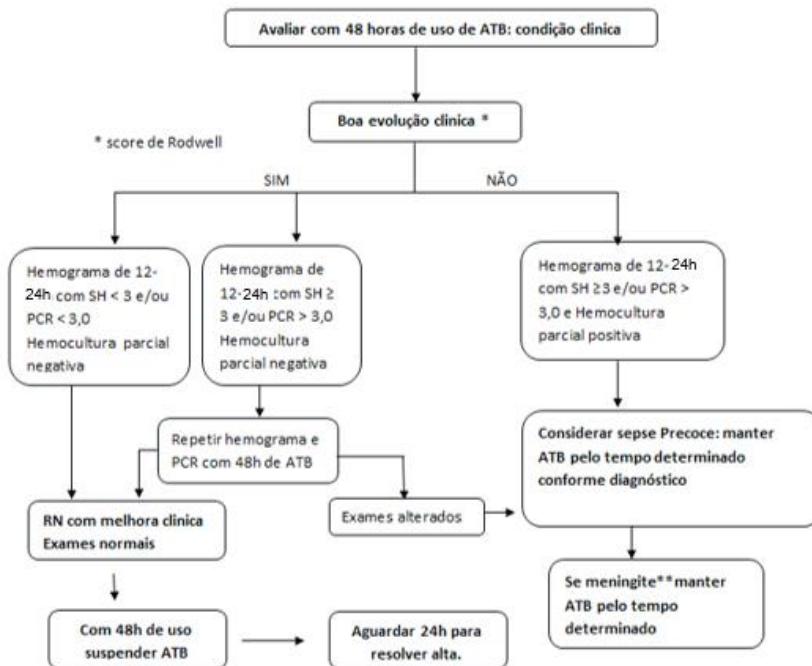 Avaliar com 48 horas de uso de ATB: condição clinica
Boa evolução clinica *
* score de Rodwell
SIM
NÃO
Hemograma de 12-
24h com SH < 3 e/ou
PCR < 3,0
Hemocultura parcial
negativa
Hemograma de
12-24h com SH ≥
3 e/ou PCR > 3,0
Hemocultura
parcial negativa
Hemograma de 12-24h
com SH ≥3 e/ou PCR >
3,0 e Hemocultura
parcial positiva
Repetir hemograma e
PCR com 48h de ATB
Considerar sepse Precoce: manter
ATB pelo tempo determinado
conforme diagnóstico
RN com melhora clinica
Exames normais
Exames alterados
Se meningite** manter
ATB pelo tempo
determinado
Com 48h de uso
suspender ATB
Aguardar 24h para
resolver alta.